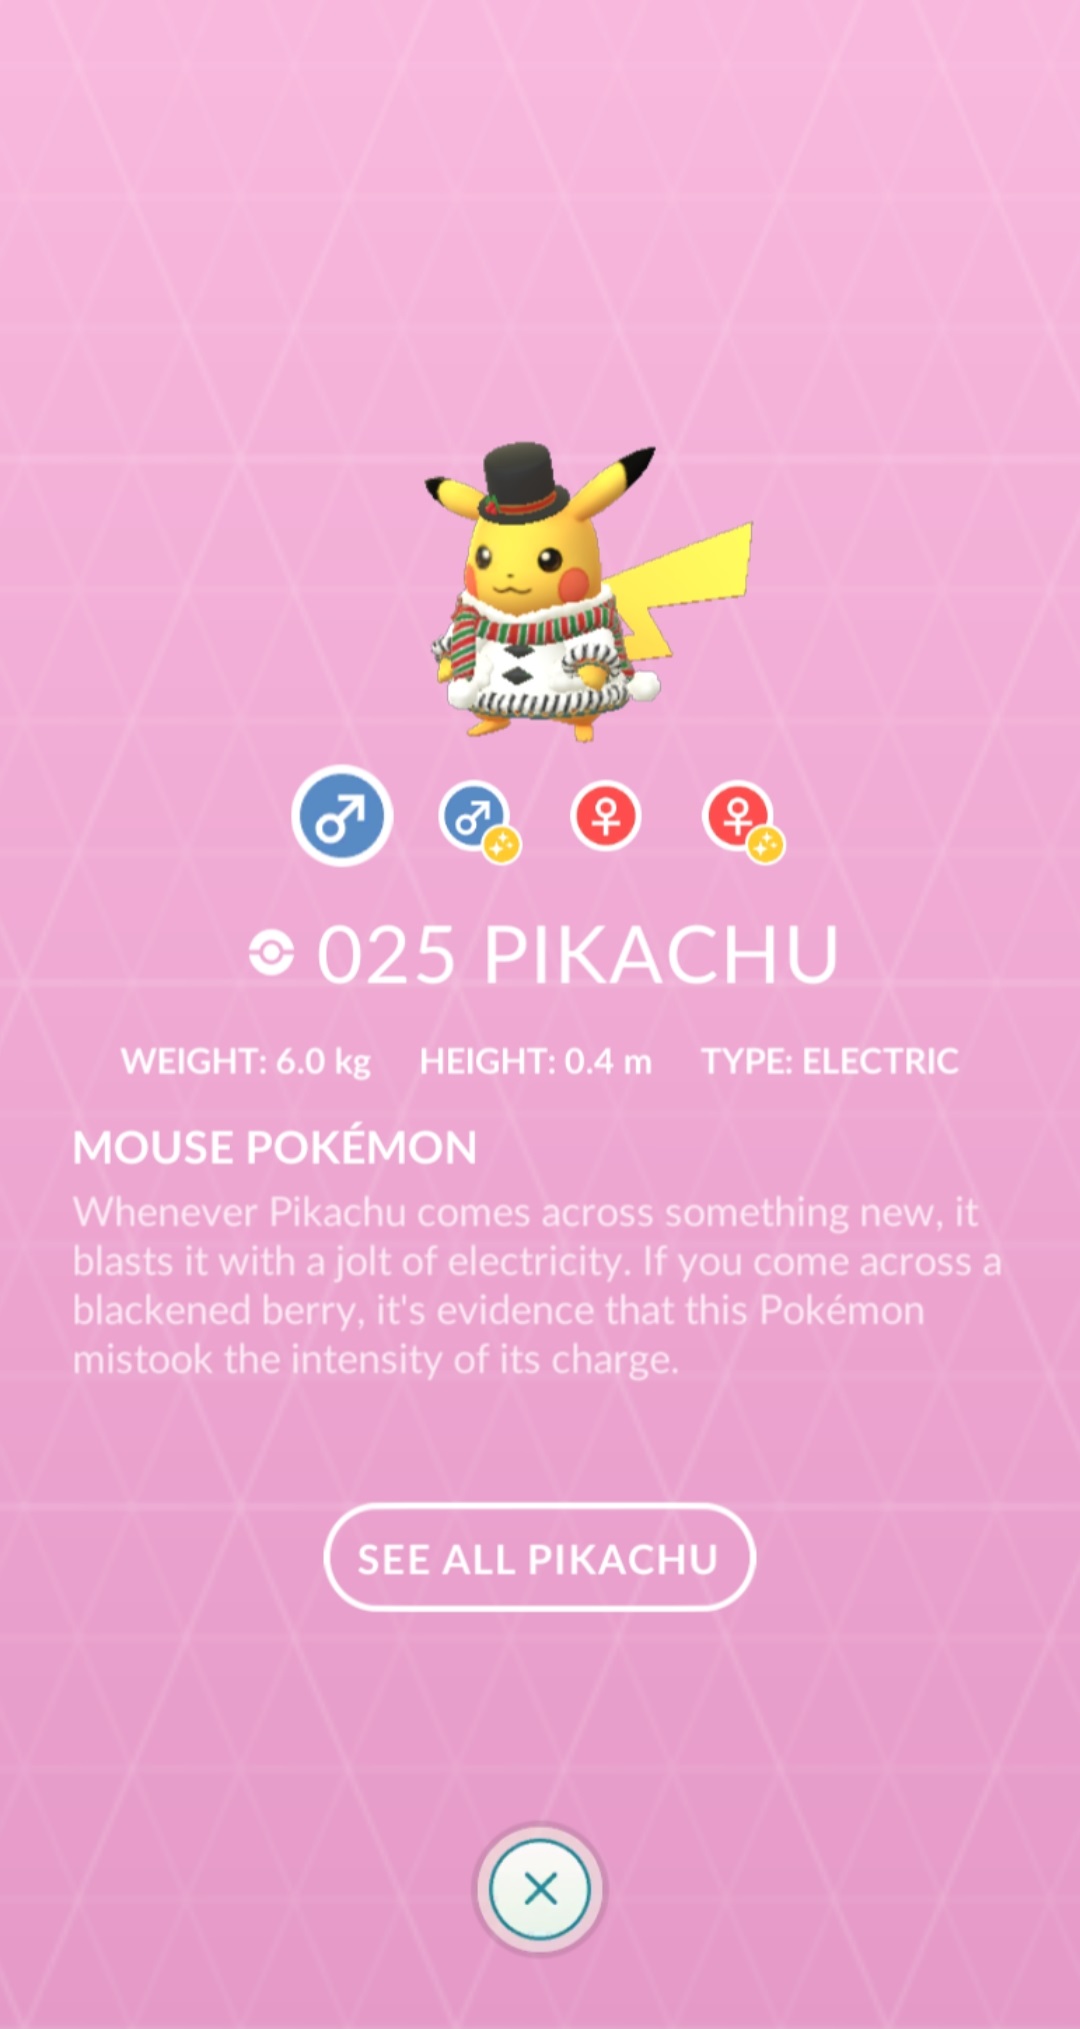 025 PIKACHU
WEIGHT: 6.0 kg HEIGHT: 0.4 m TYPE: ELECTRIC
MOUSE POKÉMON
Whenever Pikachu comes across something new, it
blasts it with a jolt of electricity. If you come across a
blackened berry, it's evidence that this Pokémon
mistook the intensity of its charge.
SEE ALL PIKACHU